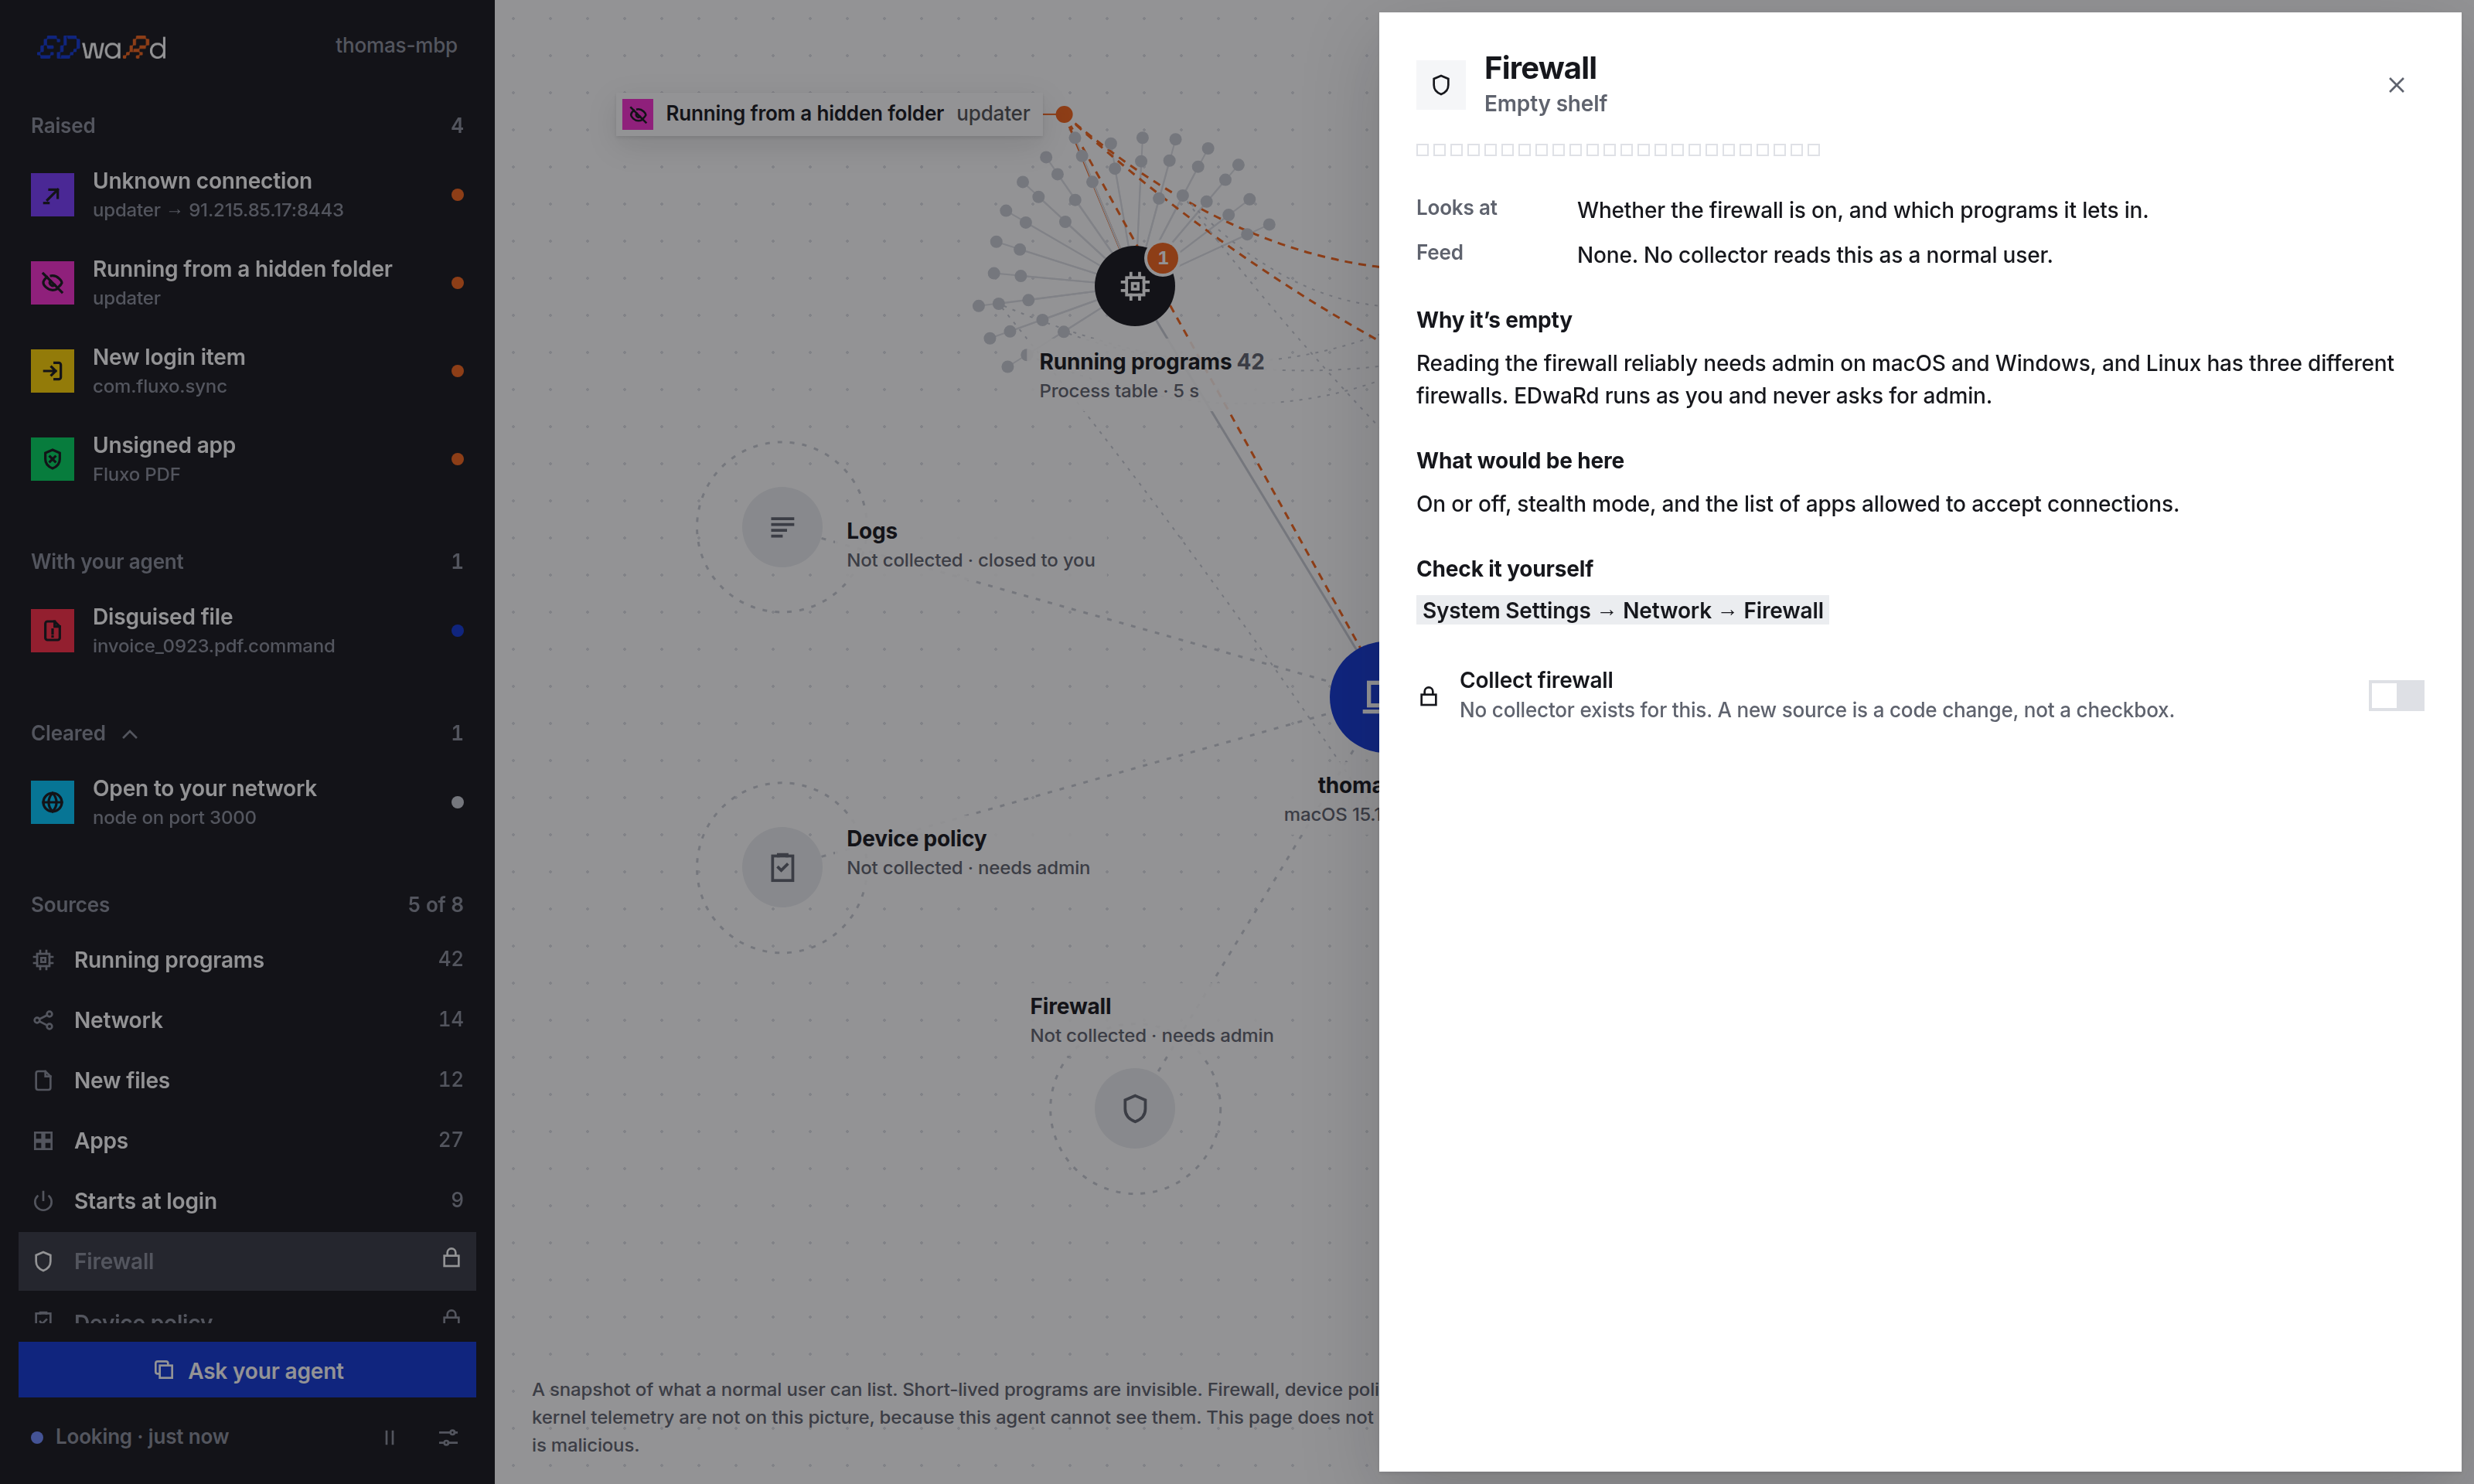 EDwaRd
thomas-mbp
Raised 4
Unknown connection
updater → 91.215.85.17:8443
Running from a hidden folder
updater
New login item
com.fluxo.sync
Unsigned app
Fluxo PDF
With your agent 1
Disguised file
invoice_0923.pdf.command
Cleared 1
Open to your network
node on port 3000
Sources 5 of 8
Running programs 42
Network 14
New files 12
Apps 27
Starts at login 9
Firewall
Device policy
Ask your agent
Looking · just now
Running from a hidden folder updater
1
Running programs 42
Process table · 5 s
Logs
Not collected · closed to you
Device policy
Not collected · needs admin
thoma
macOS 15.1
Firewall
Not collected · needs admin
A snapshot of what a normal user can list. Short-lived programs are invisible. Firewall, device poli
kernel telemetry are not on this picture, because this agent cannot see them. This page does not
is malicious.
Firewall
Empty shelf
Looks at Whether the firewall is on, and which programs it lets in.
Feed None. No collector reads this as a normal user.
Why it’s empty
Reading the firewall reliably needs admin on macOS and Windows, and Linux has three different
firewalls. EDwaRd runs as you and never asks for admin.
What would be here
On or off, stealth mode, and the list of apps allowed to accept connections.
Check it yourself
System Settings → Network → Firewall
Collect firewall
No collector exists for this. A new source is a code change, not a checkbox.